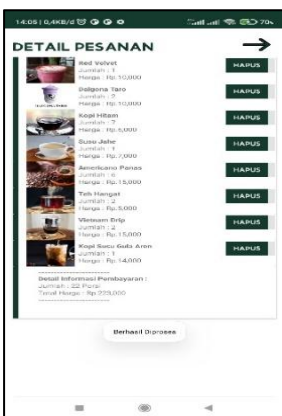 14:05 | 0,4KB/d
70%
DETAIL PESANAN
Red Velvet
Jumlah : 1
Harga : Rp.10,000
HAPUS
Dalgona Taro
Jumlah : 2
Harga : Rp.10,000
HAPUS
Kopi Hitam
Jumlah : 7
Harga : Rp.5,000
HAPUS
Susu Jahe
Jumlah : 1
Harga : Rp.7,000
HAPUS
Americano Panas
Jumlah : 6
Harga : Rp.15,000
HAPUS
Teh Hangat
Jumlah : 2
Harga : Rp.5,000
HAPUS
Vietnam Drip
Jumlah : 2
Harga : Rp.15,000
HAPUS
Kopi Susu Gula Aren
Jumlah : 1
Harga : Rp.14,000
HAPUS
Detail Informasi Pembayaran :
Jumlah : 22 Porsi
Total Harga : Rp
Berhasil Diproses